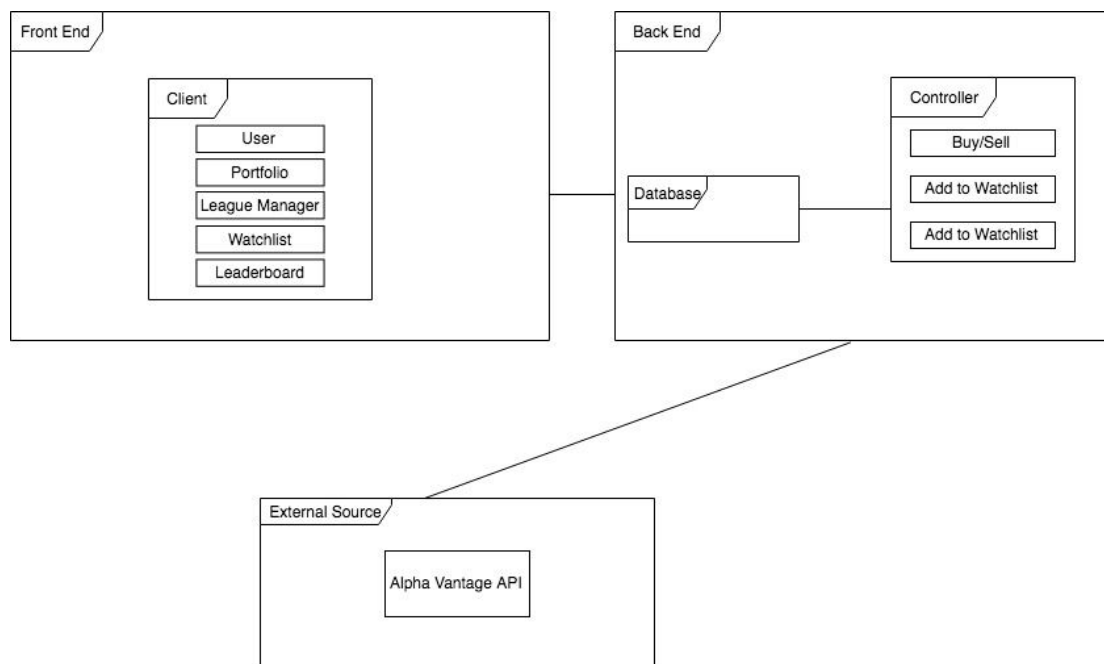 Front End
Client
User
Portfolio
League Manager
Watchlist
Leaderboard
Back End
Database
Controller
Buy/Sell
Add to Watchlist
Add to Watchlist
External Source
Alpha Vantage API